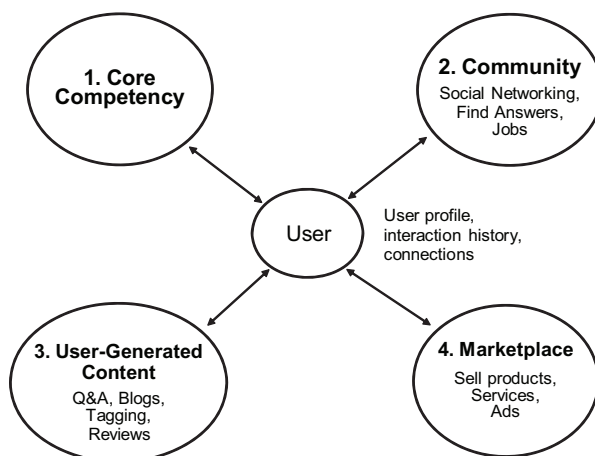 1. Core
Competency
2. Community
Social Networking,
Find Answers,
Jobs
User
User profile,
interaction history,
connections
3. User-Generated
Content
Q&A, Blogs,
Tagging,
Reviews
4. Marketplace
Sell products,
Services,
Ads